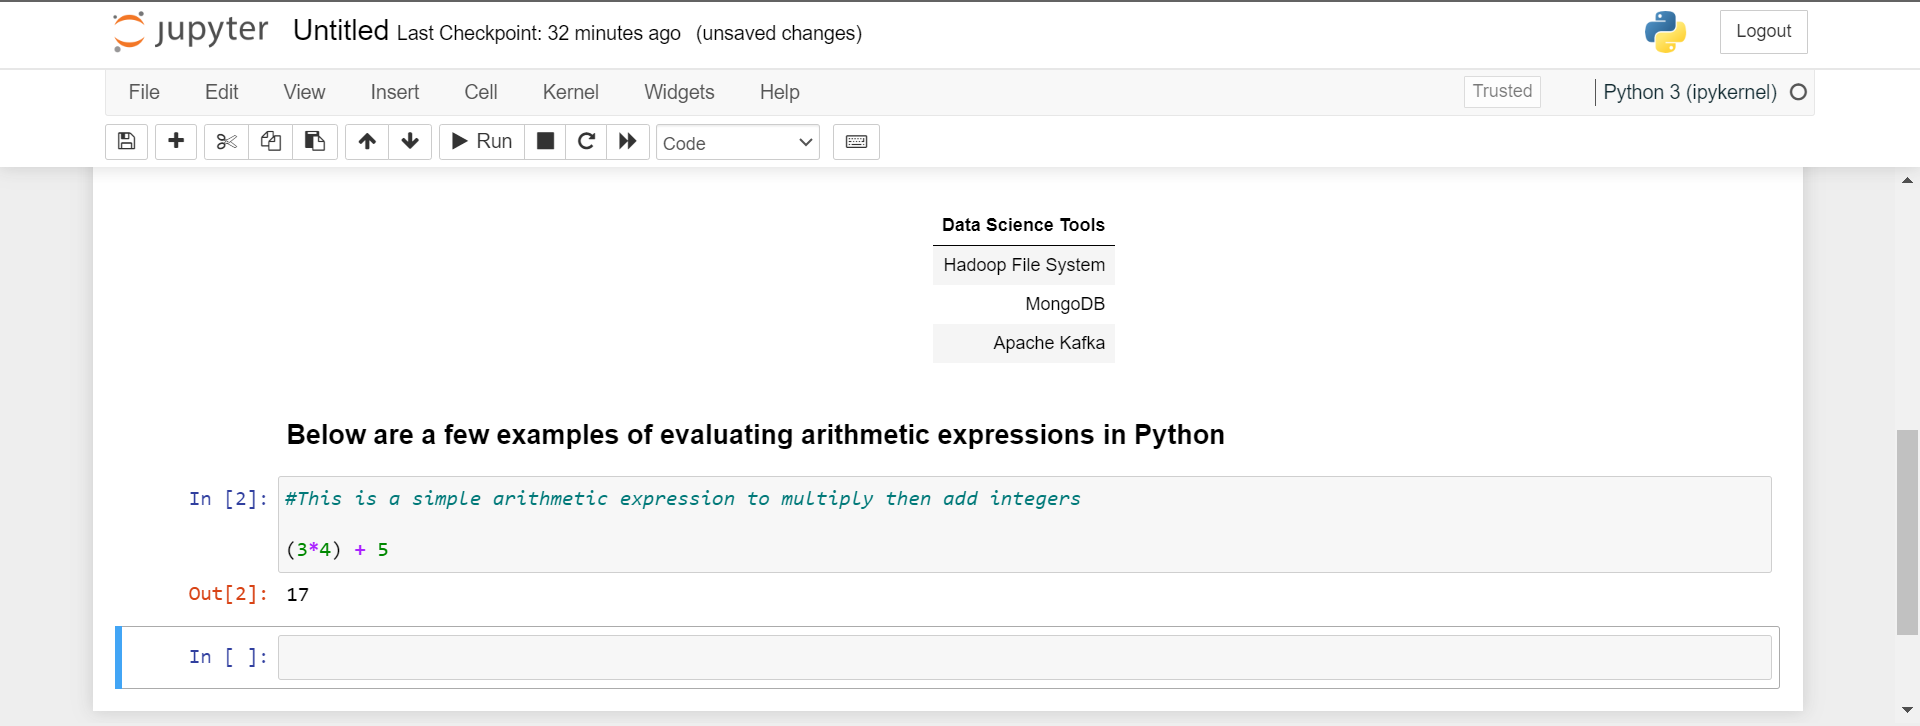 jupyter Untitled Last Checkpoint: 32 minutes ago (unsaved changes) Logout
File Edit View Insert Cell Kernel Widgets Help Trusted Python 3 (ipykernel)
Run Code
Data Science Tools
Hadoop File System
MongoDB
Apache Kafka
Below are a few examples of evaluating arithmetic expressions in Python
In [2]: #This is a simple arithmetic expression to multiply then add integers
(3*4) + 5
Out[2]: 17
In [ ]: